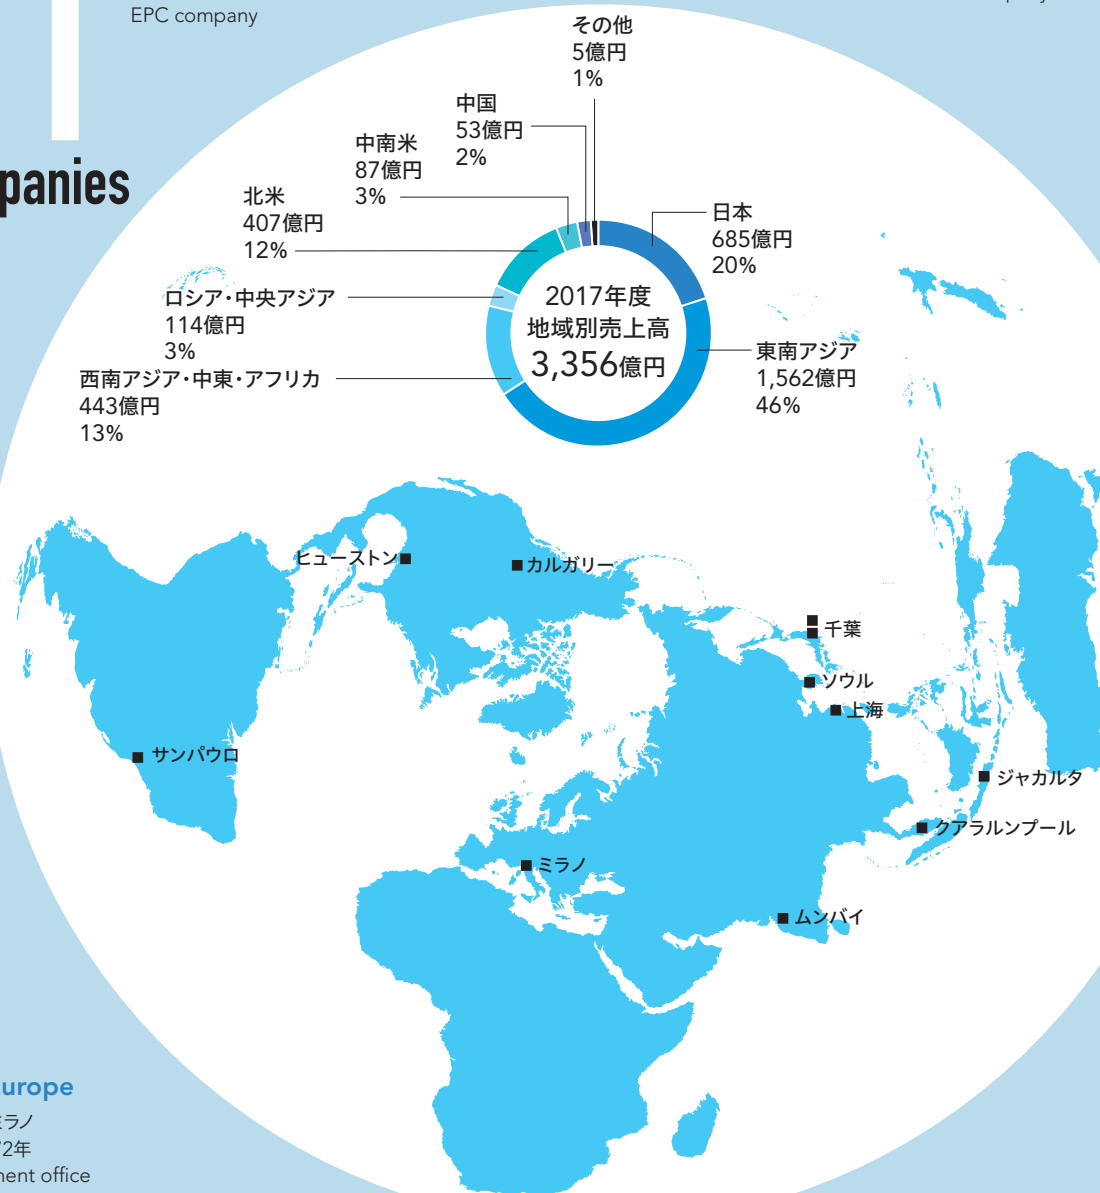 EPC company
panies
その他
5億円
1%
中国
53億円
2%
中南米
87億円
3%
北米
407億円
12%
日本
685億円
20%
ロシア・中央アジア
114億円
3%
2017年度
地域別売上高
3,356億円
東南アジア
1,562億円
46%
西南アジア・中東・アフリカ
443億円
13%
ヒューストン
カルガリー
千葉
ソウル
上海
サンパウロ
ジャカルタ
クアラルンプール
ミラノ
ムンバイ
urope
ミラノ
2年
ent office